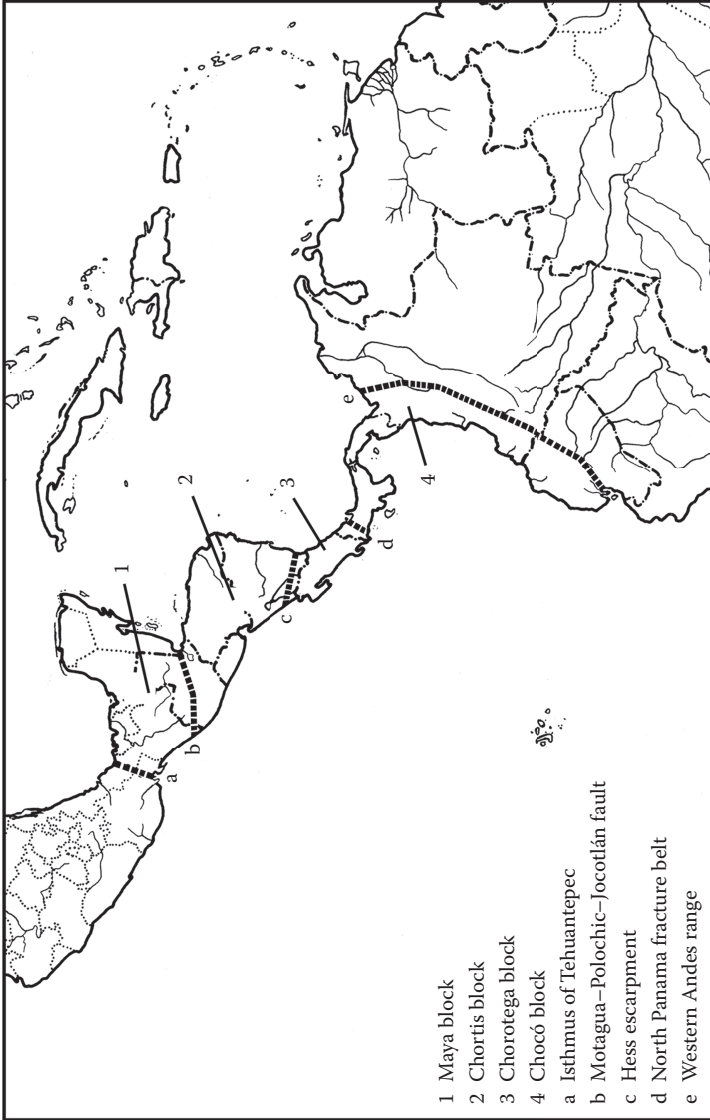 1
2
3
4
a
b
c
d
e
1 Maya block
2 Chortis block
3 Chorotega block
4 Chocó block
a Isthmus of Tehuantepec
b Motagua–Polochic–Jocotlán fault
c Hess escarpment
d North Panama fracture belt
e Western Andes range